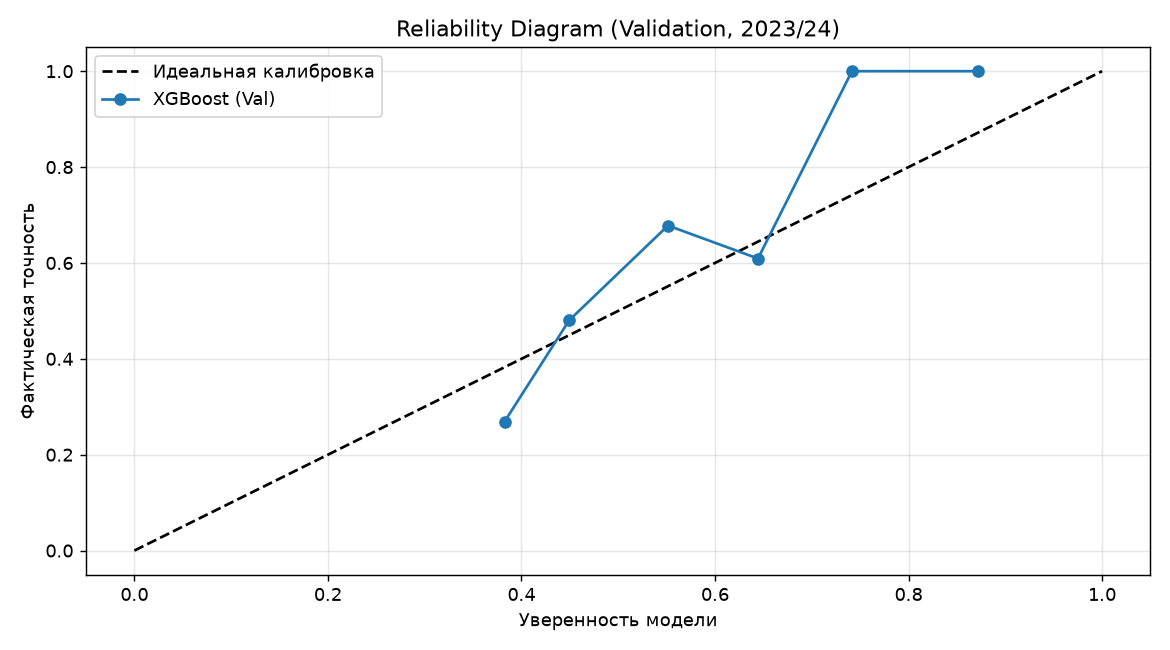 Reliability Diagram (Validation, 2023/24)
Идеальная калибровка
XGBoost (Val)
Фактическая точность
1.0
0.8
0.6
0.4
0.2
0.0
0.0 0.2 0.4 0.6 0.8 1.0
Уверенность модели